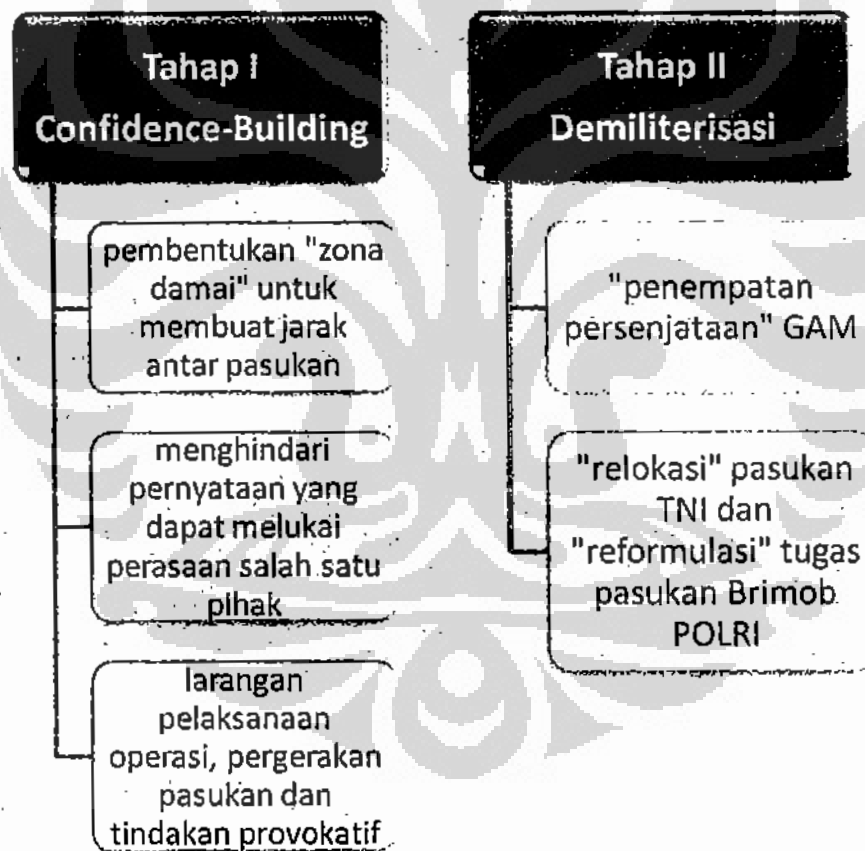 Tahap I
Confidence-Building
pembentukan "zona
damai" untuk
membuat jarak
antar pasukan
menghindari
pernyataan yang
dapat melukai
perasaan salah satu
pihak
larangan
pelaksanaan
operasi, pergerakan
pasukan dan
tindakan provokatif
Tahap II
Demiliterisasi
"penempatan
persenjataan" GAM
"relokasi" pasukan
TNI dan
"reformulasi" tugas
pasukan Brimob
POLRI